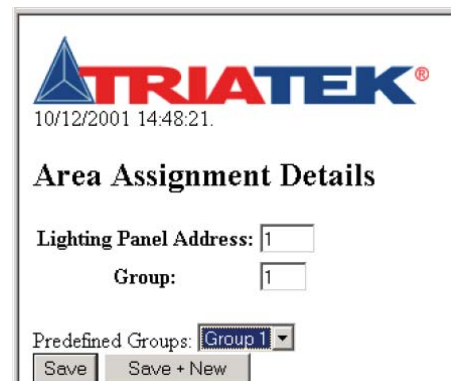 TRIATEK®
10/12/2001 14:48:21.
Area Assignment Details
Lighting Panel Address: 1
Group: 1
Predefined Groups: Group 1
Save Save + New